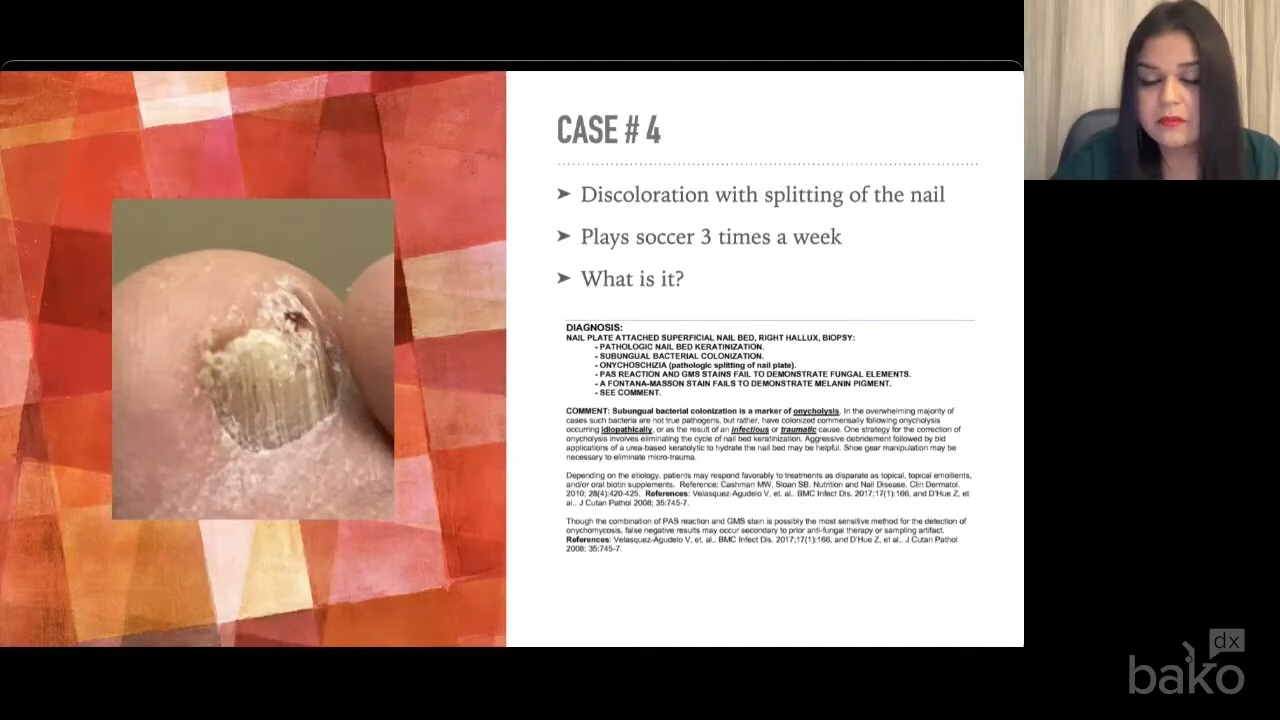 CASE # 4
➤ Discoloration with splitting of the nail
➤ Plays soccer 3 times a week
➤ What is it?
DIAGNOSIS:
NAIL PLATE ATTACHED SUPERFICIAL NAIL BED, RIGHT HALLUX, BIOPSY:
- PATHOLOGIC NAIL BED KERATINIZATION.
- SUBUNGUAL BACTERIAL COLONIZATION.
- ONYCHOSCHIZIA (pathologic splitting of nail plate).
- PAS REACTION AND GMS STAINS FAIL TO DEMONSTRATE FUNGAL ELEMENTS.
- A FONTANA-MASSON STAIN FAILS TO DEMONSTRATE MELANIN PIGMENT.
- SEE COMMENT.
COMMENT: Subungual bacterial colonization is a marker of onycholysis. In the overwhelming majority of
cases such bacteria are not true pathogens, but rather, have colonized commensally following onycholysis
occurring idiopathically, or as the result of an infectious or traumatic cause. One strategy for the correction of
onycholysis involves eliminating the cycle of nail bed keratinization. Aggressive debridement followed by bid
applications of a urea-based keratolytic to hydrate the nail bed may be helpful. Shoe gear manipulation may be
necessary to eliminate micro-trauma.
Depending on the etiology, patients may respond favorably to treatments as disparate as topical, topical emollients,
and/or oral biotin supplements. Reference: Cashman MW, Sloan SB. Nutrition and Nail Disease. Clin Dermatol.
2010; 28(4):420-425. References: Velasquez-Agudelo V, et. al.. BMC Infect Dis. 2017;17(1):166, and D'Hue Z, et
al.. J Cutan Pathol 2008; 35:745-7.
Though the combination of PAS reaction and GMS stain is possibly the most sensitive method for the detection of
onychomycosis, false negative results may occur secondary to prior anti-fungal therapy or sampling artifact.
References: Velasquez-Agudelo V, et. al.. BMC Infect Dis. 2017;17(1):166, and D'Hue Z, et al.. J Cutan Pathol
2008; 35:745-7.
dx
bako